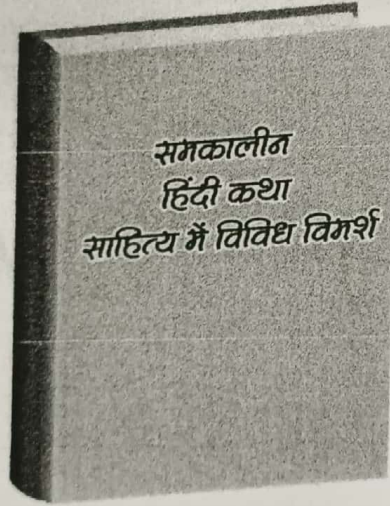 समकालीन
हिंदी कथा
साहित्य में विविध विमर्श